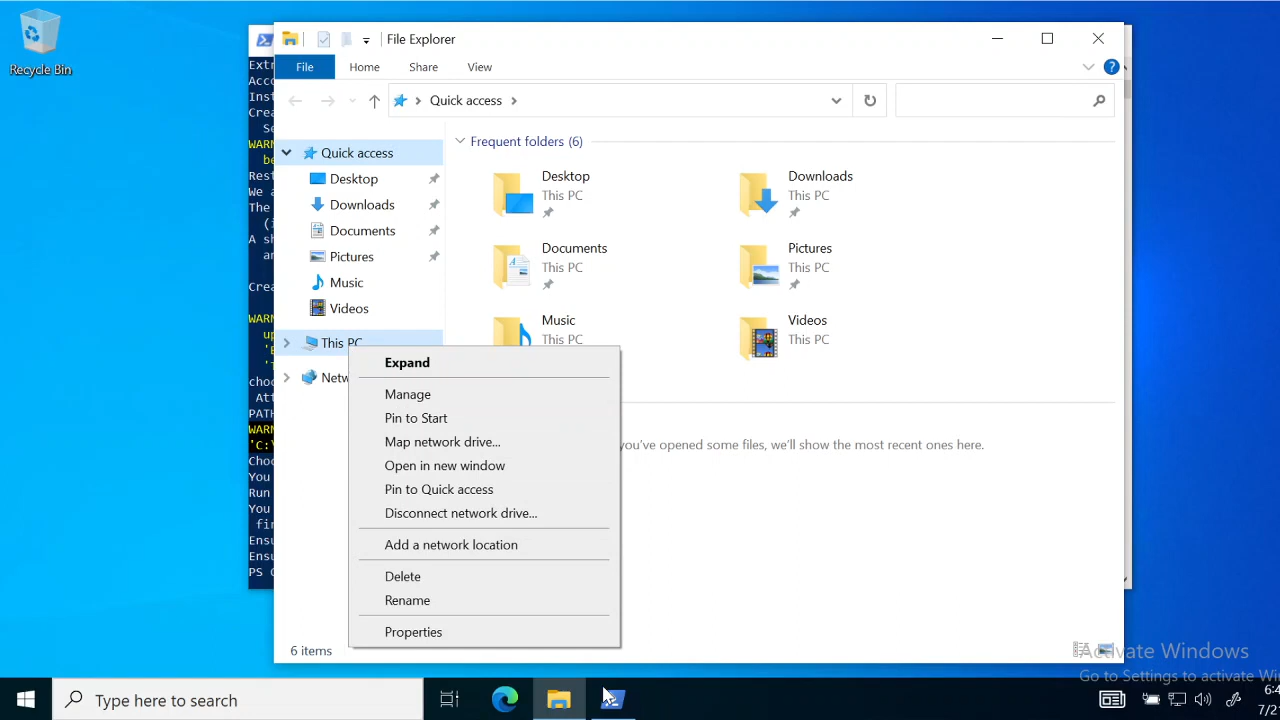 Recycle Bin
File Explorer
File
Home
Share
View
Quick access
Quick access
Desktop
Downloads
Documents
Pictures
Music
Videos
This PC
Frequent folders (6)
Desktop
This PC
Downloads
This PC
Documents
This PC
Pictures
This PC
Music
This PC
Videos
This PC
you've opened some files, we'll show the most recent ones here.
Expand
Manage
Pin to Start
Map network drive...
Open in new window
Pin to Quick access
Disconnect network drive...
Add a network location
Delete
Rename
Properties
6 items
Activate Windows
Go to Settings to activate
Type here to search